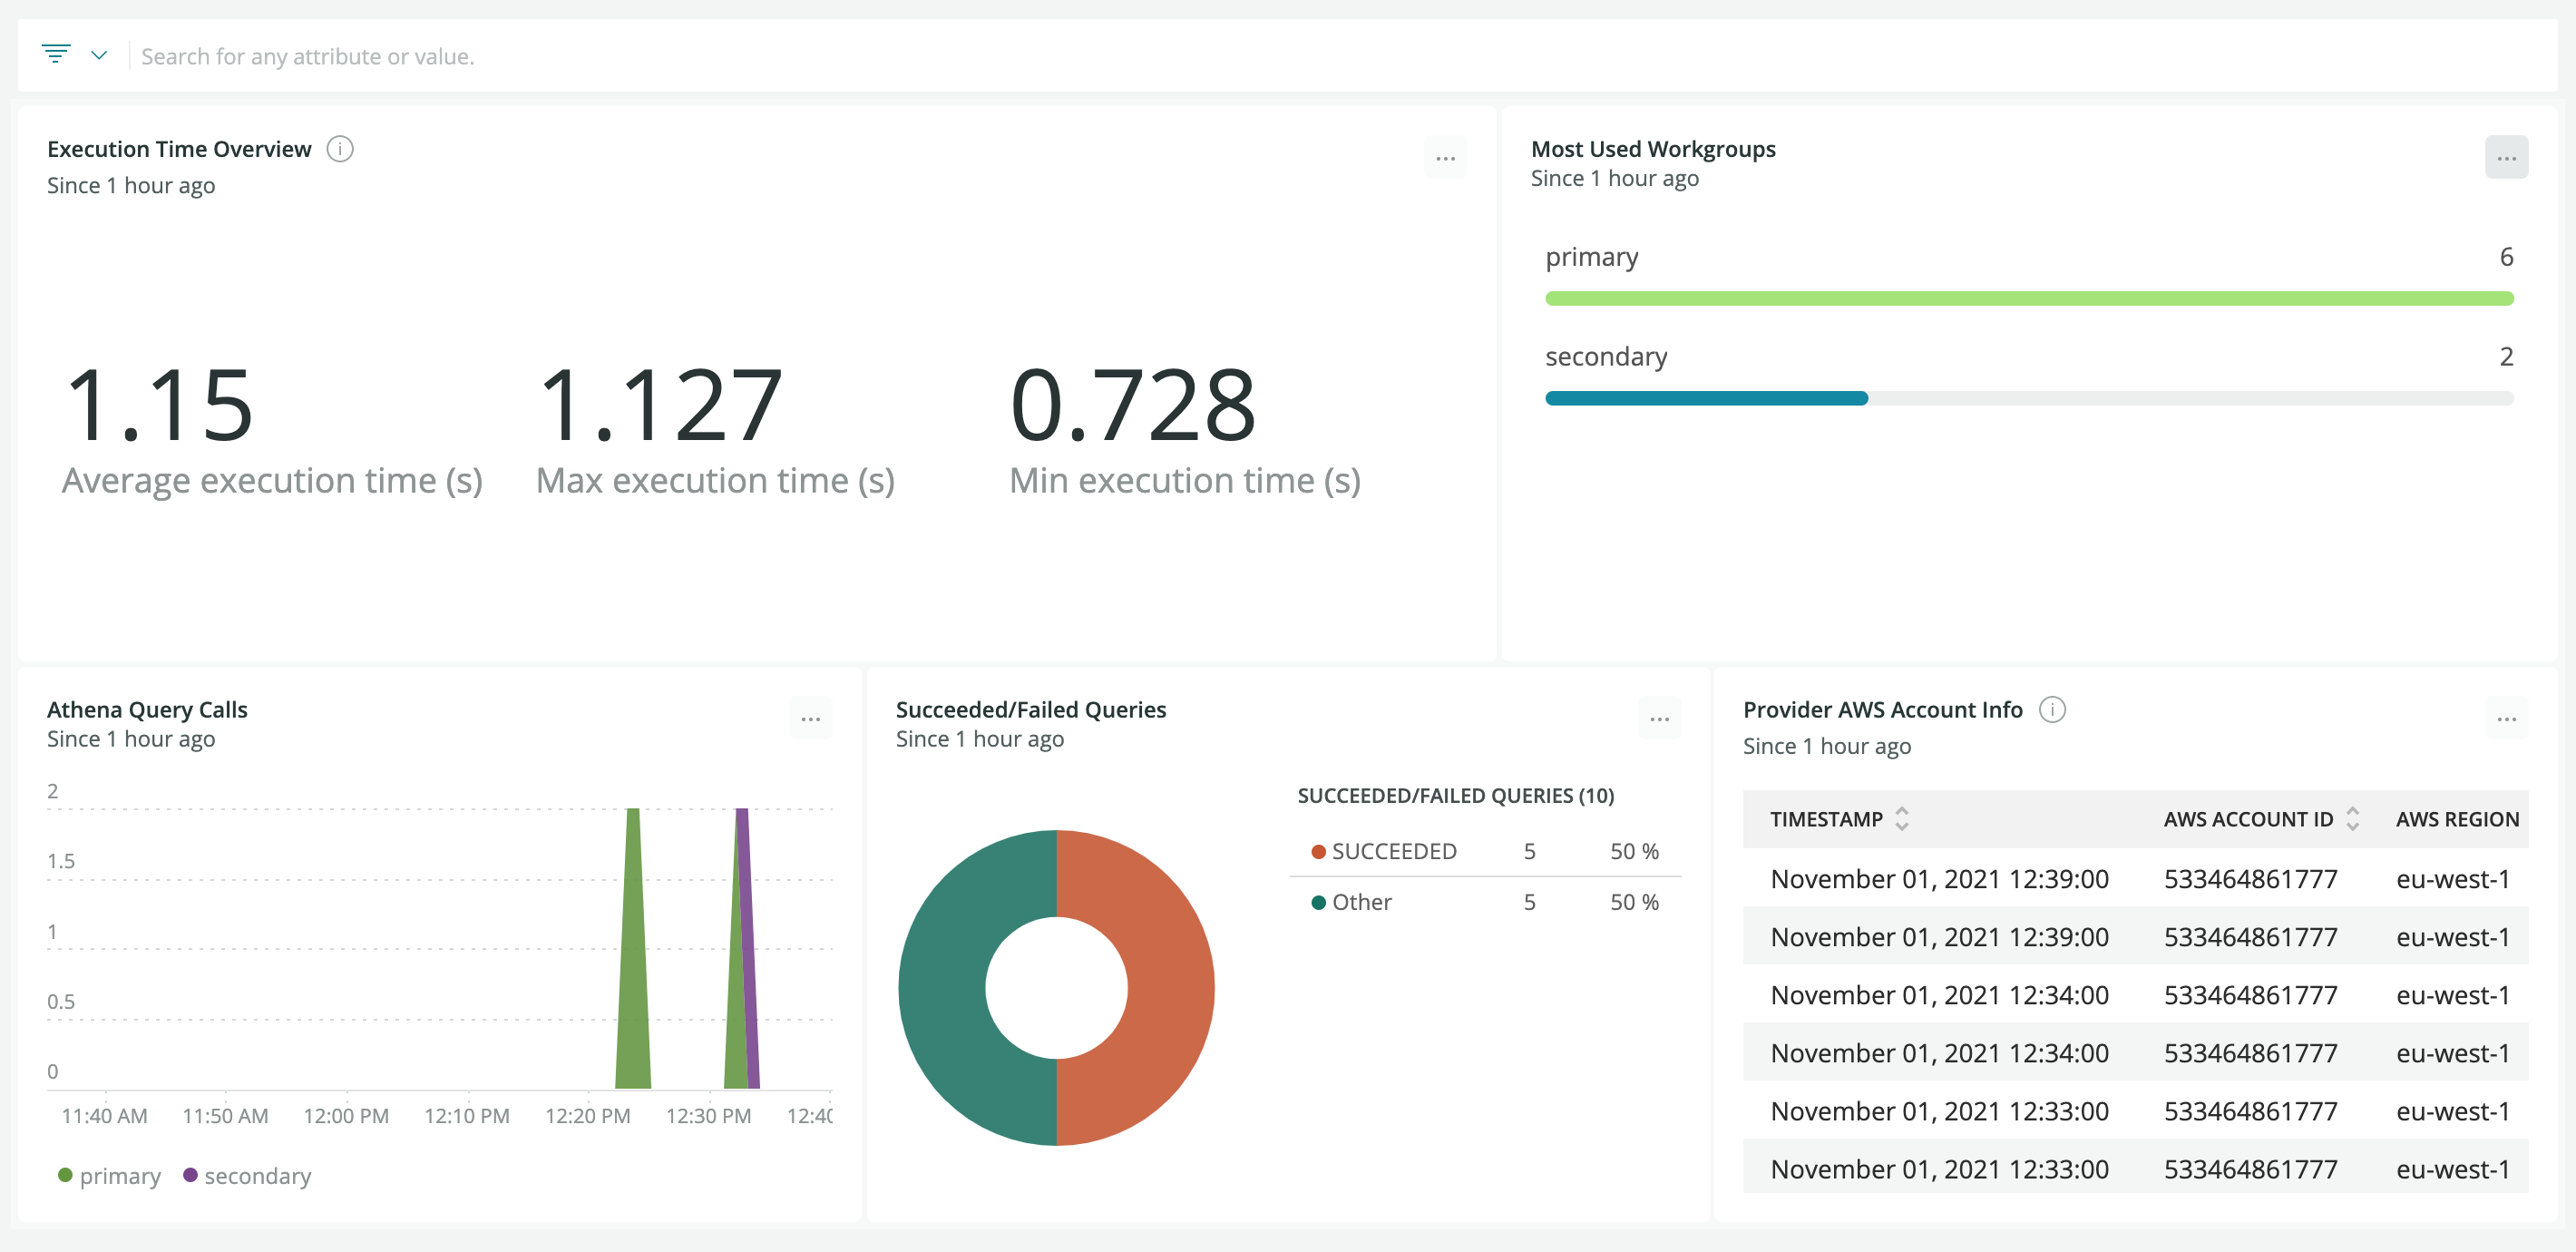 Search for any attribute or value.
Execution Time Overview
Since 1 hour ago
1.15
Average execution time (s)
1.127
Max execution time (s)
0.728
Min execution time (s)
Most Used Workgroups
Since 1 hour ago
primary 6
secondary 2
Athena Query Calls
Since 1 hour ago
2
1.5
1
0.5
0
11:40 AM 11:50 AM 12:00 PM 12:10 PM 12:20 PM 12:30 PM 12:40
primary secondary
Succeeded/Failed Queries
Since 1 hour ago
SUCCEEDED/FAILED QUERIES (10)
SUCCEEDED 5 50 %
Other 5 50 %
Provider AWS Account Info
Since 1 hour ago
TIMESTAMP AWS ACCOUNT ID AWS REGION
November 01, 2021 12:39:00 533464861777 eu-west-1
November 01, 2021 12:39:00 533464861777 eu-west-1
November 01, 2021 12:34:00 533464861777 eu-west-1
November 01, 2021 12:34:00 533464861777 eu-west-1
November 01, 2021 12:33:00 533464861777 eu-west-1
November 01, 2021 12:33:00 533464861777 eu-west-1